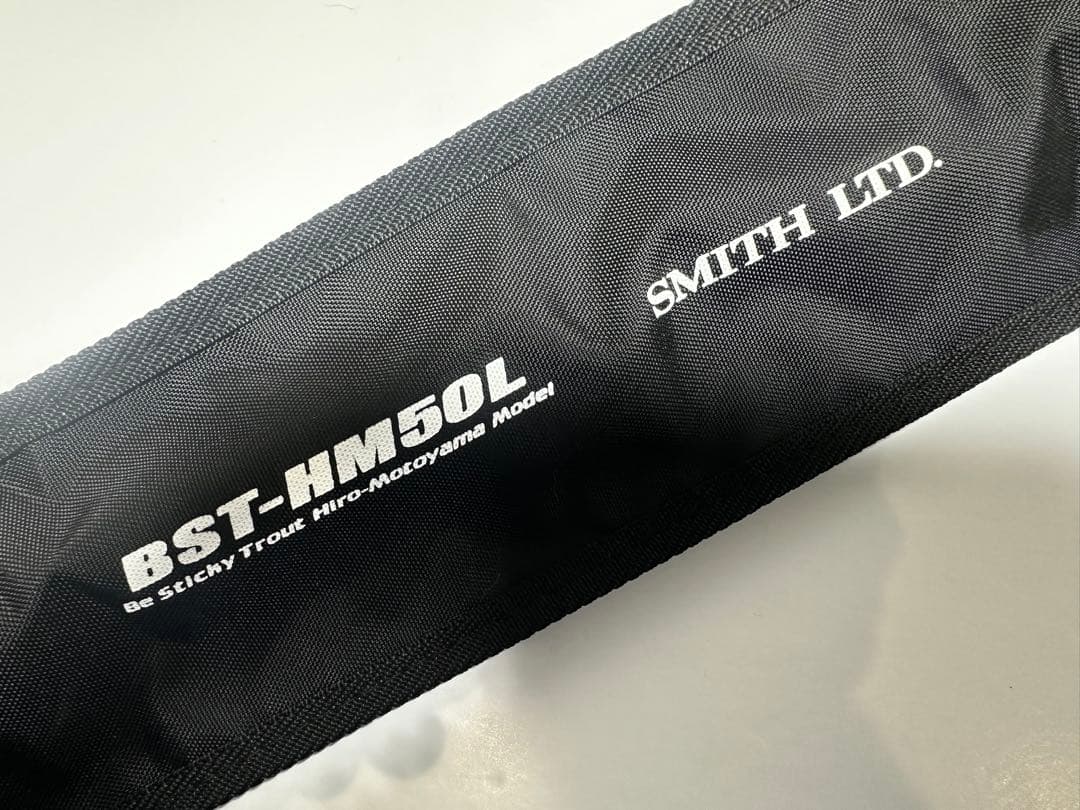 SMITH LTD.
BST-HM50L
Be Sticky Trout Hiro-Motoyama Model